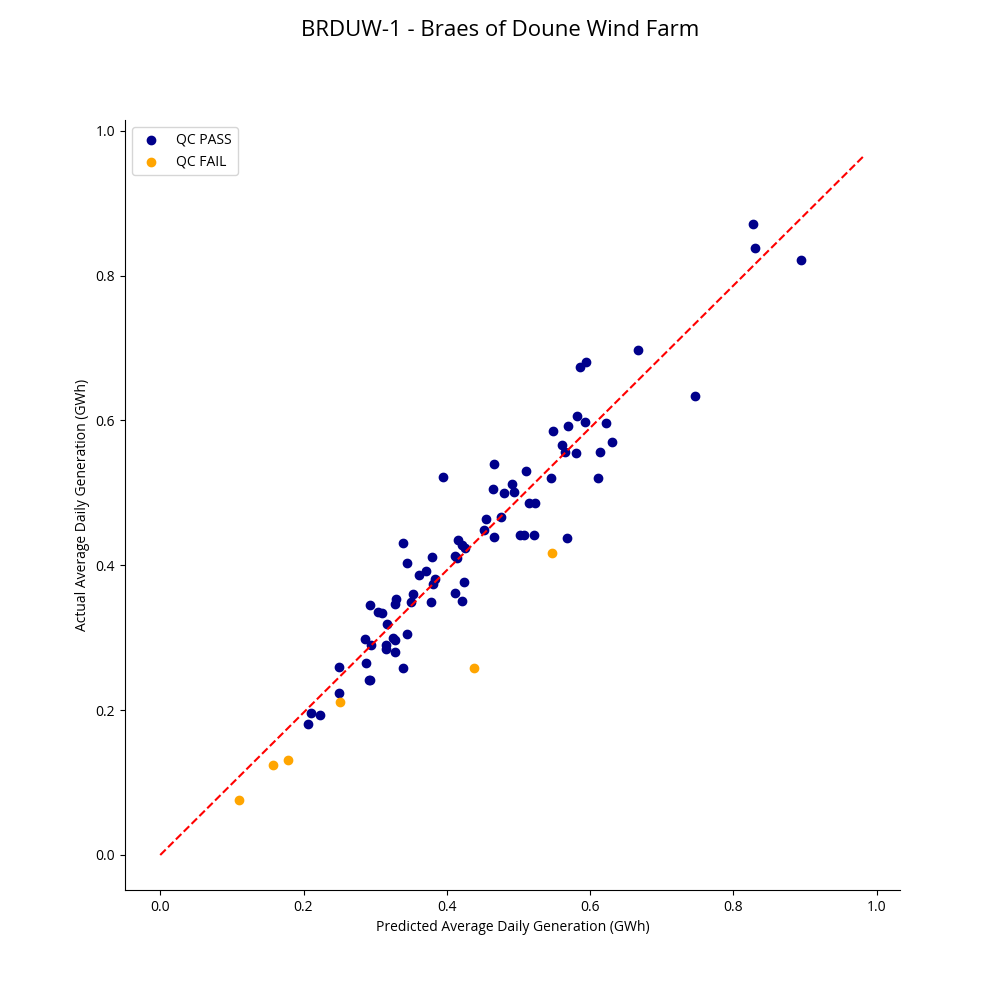 BRDUW-1 - Braes of Doune Wind Farm
QC PASS
QC FAIL
1.0
0.8
0.6
0.4
0.2
0.0
Actual Average Daily Generation (GWh)
0.0 0.2 0.4 0.6 0.8 1.0
Predicted Average Daily Generation (GWh)